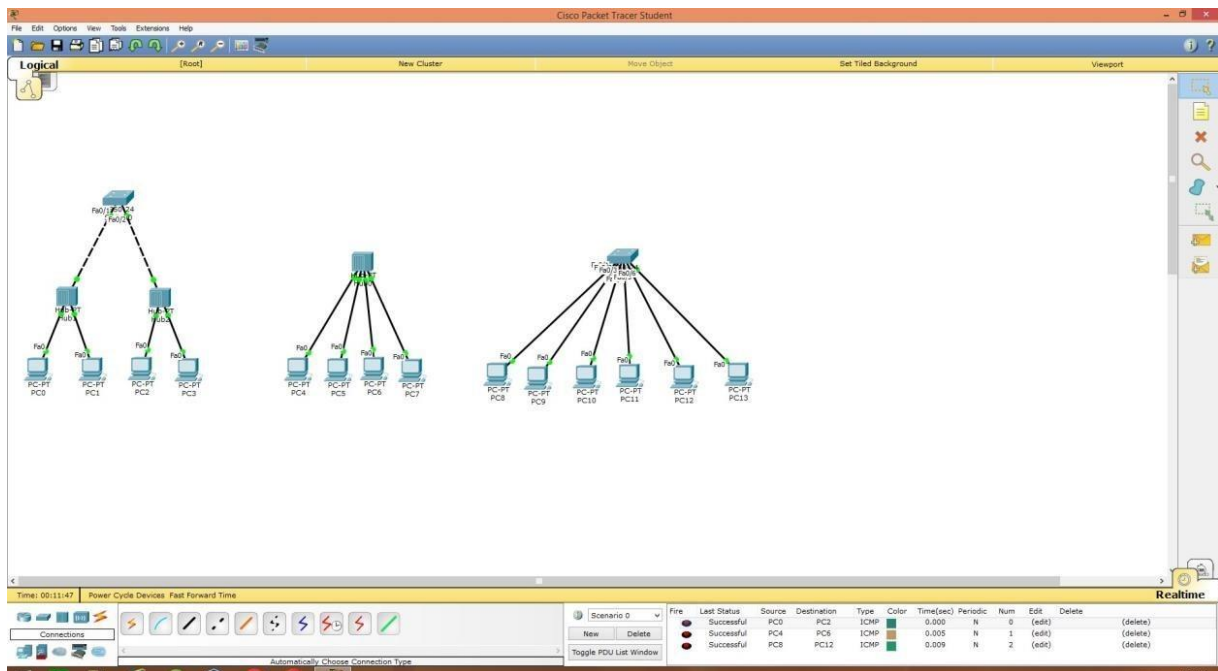 Cisco Packet Tracer Student
File Edit Options View Tools Extensions Help
Logical [Root] New Cluster Move Object Set Tiled Background Viewport
Fa0/1
Fa0/2
Hub-PT
Hub1
Hub-PT
Hub2
Fa0 Fa0 Fa0 Fa0
PC-PT PC-PT PC-PT PC-PT
PC0 PC1 PC2 PC3
Hub0
Fa0 Fa0 Fa0 Fa0
PC-PT PC-PT PC-PT PC-PT
PC4 PC5 PC6 PC7
Fa0/6
Fa0 Fa0 Fa0 Fa0 Fa0 Fa0
PC-PT PC-PT PC-PT PC-PT PC-PT PC-PT
PC8 PC9 PC10 PC11 PC12 PC13
Time: 00:11:47 Power Cycle Devices Fast Forward Time Realtime
Connections
Automatically Choose Connection Type
Scenario 0
New Delete
Toggle PDU List Window
Fire Last Status Source Destination Type Color Time(sec) Periodic Num Edit Delete
Successful PC0 PC2 ICMP 0.000 N 0 (edit) (delete)
Successful PC4 PC6 ICMP 0.005 N 1 (edit) (delete)
Successful PC8 PC12 ICMP 0.009 N 2 (edit) (delete)